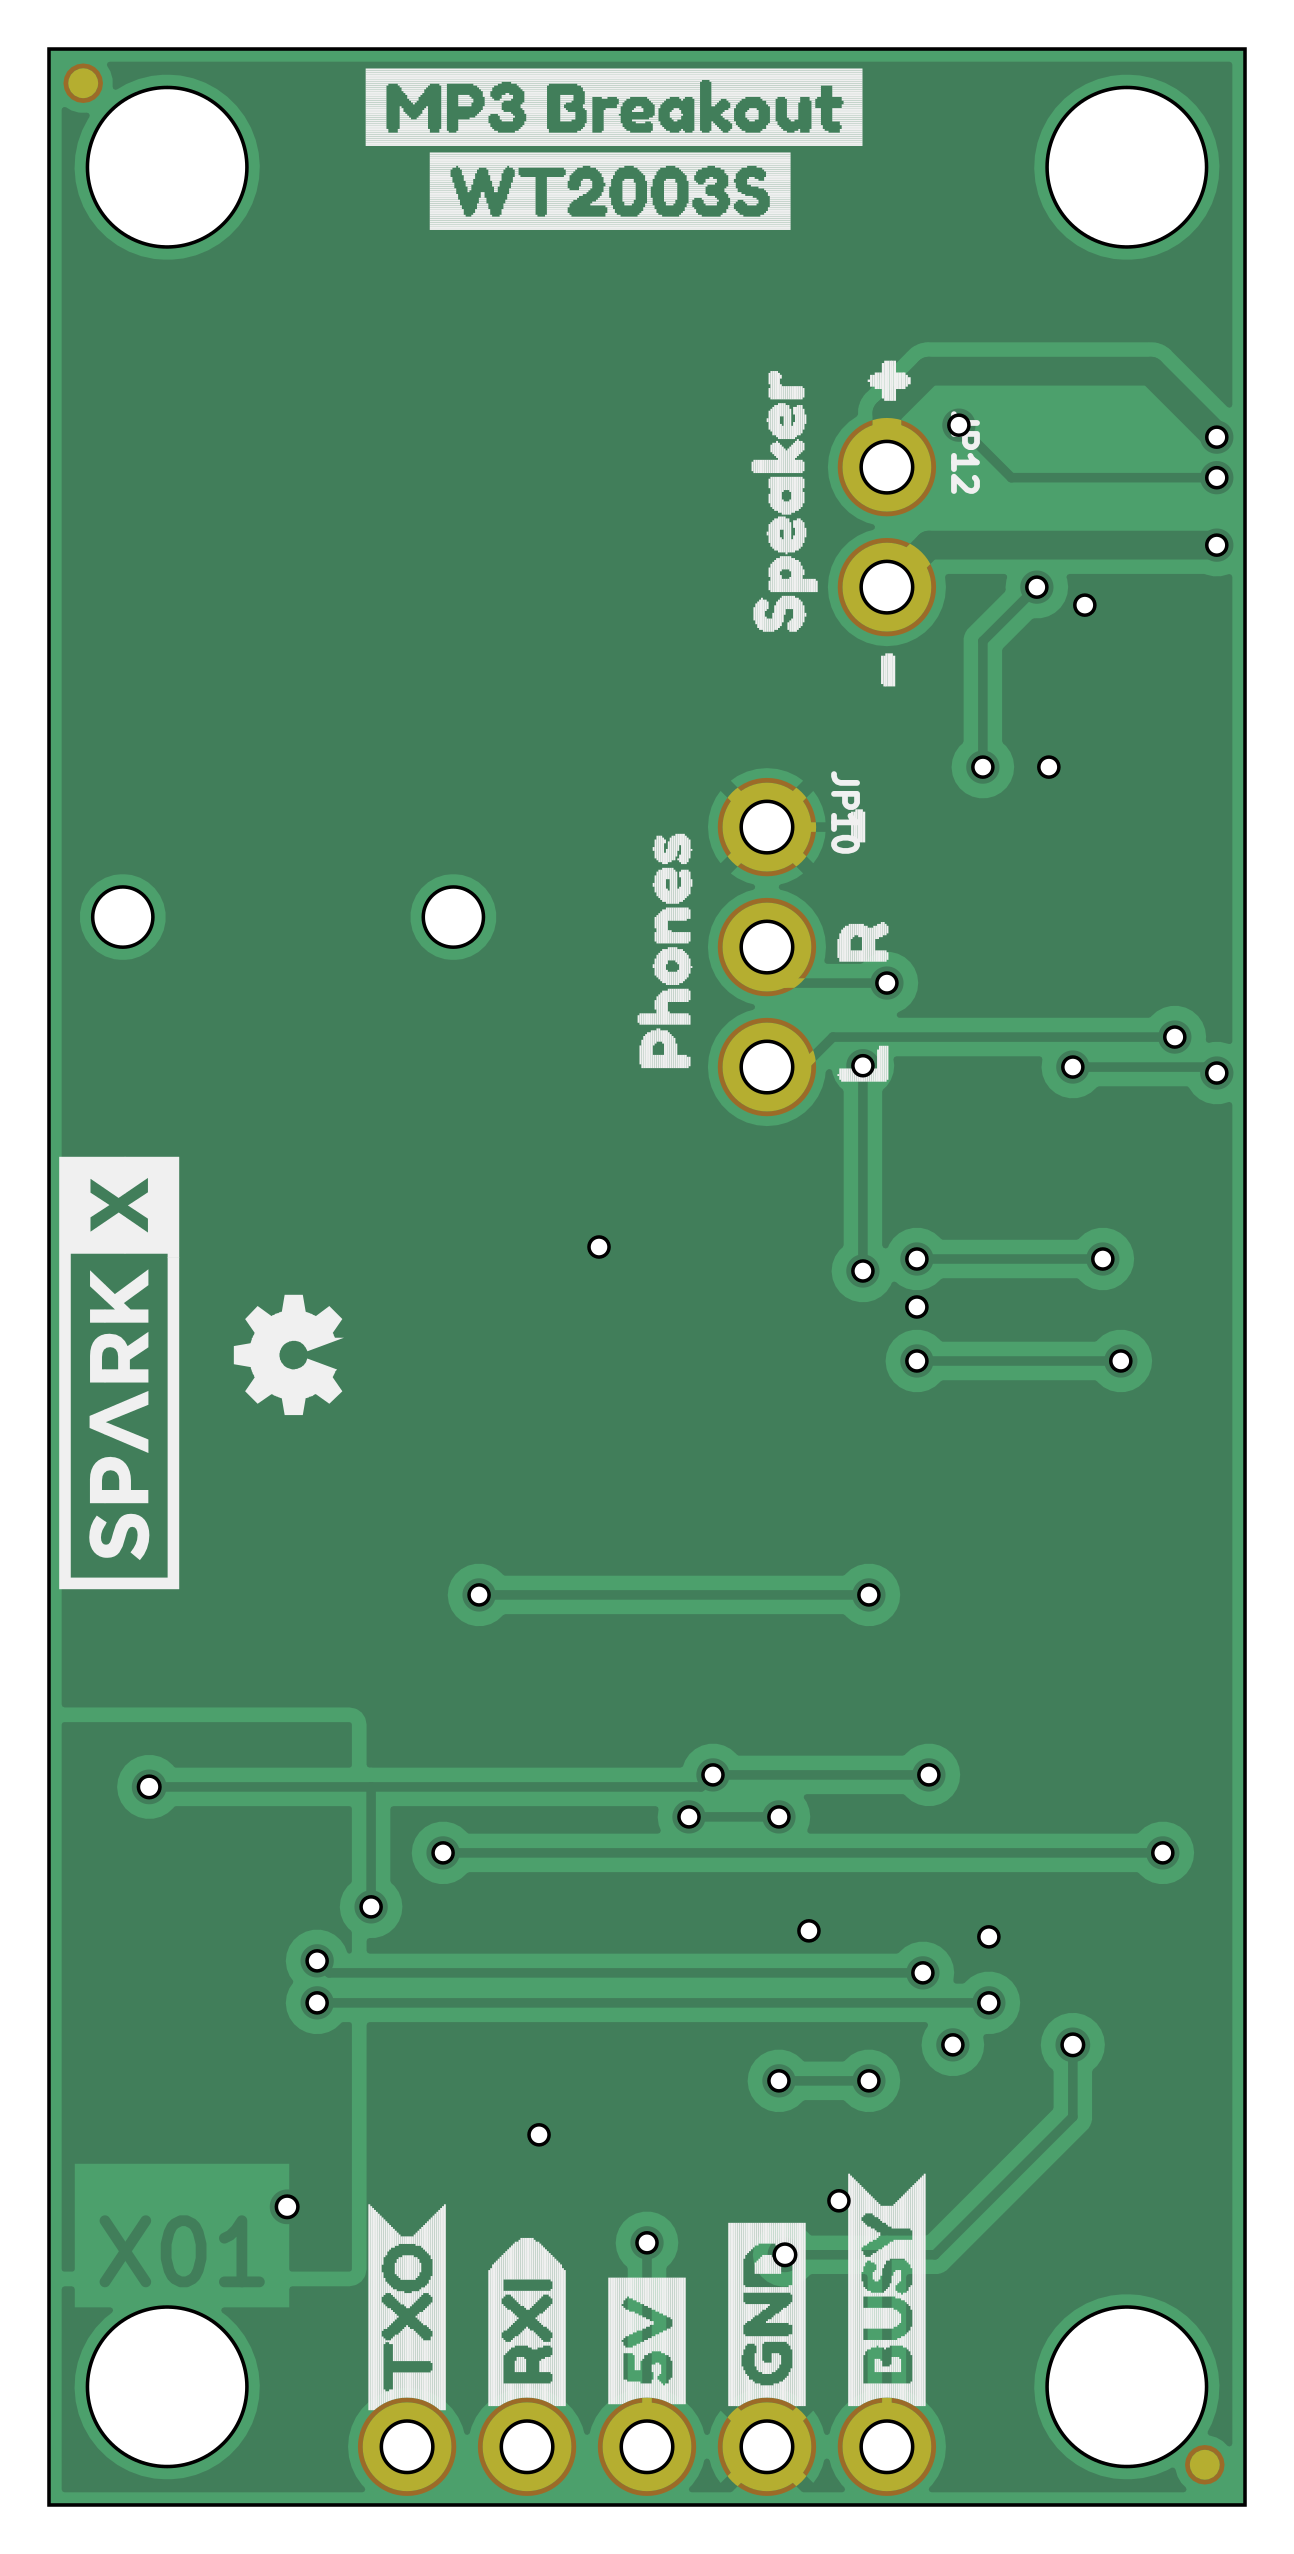 MP3 Breakout
WT2003S
Speaker
+
JP12
-
Phones
JP10
R
L
SPARK X
X01
TXO
RXI
5V
GND
BUSY